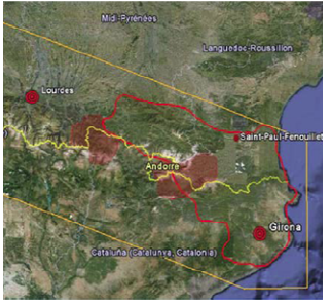 Midi-Pyrénées
Languedoc-Roussillon
Lourdes
Saint-Paul-Fenouillet
Andorre
Girona
Cataluña (Catalunya, Catalonia)